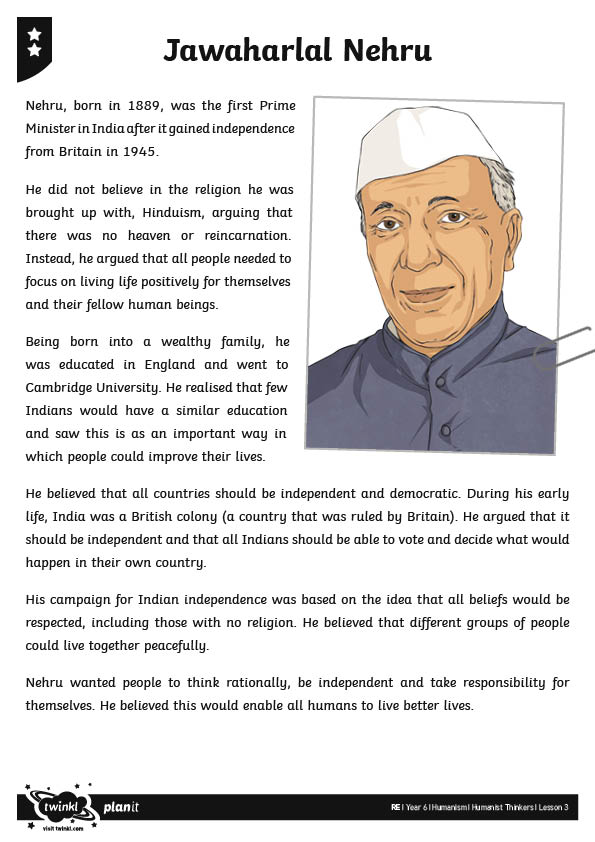 Jawaharlal Nehru
Nehru, born in 1889, was the first Prime
Minister in India after it gained independence
from Britain in 1945.
He did not believe in the religion he was
brought up with, Hinduism, arguing that
there was no heaven or reincarnation.
Instead, he argued that all people needed to
focus on living life positively for themselves
and their fellow human beings.
Being born into a wealthy family, he
was educated in England and went to
Cambridge University. He realised that few
Indians would have a similar education
and saw this is as an important way in
which people could improve their lives.
He believed that all countries should be independent and democratic. During his early
life, India was a British colony (a country that was ruled by Britain). He argued that it
should be independent and that all Indians should be able to vote and decide what would
happen in their own country.
His campaign for Indian independence was based on the idea that all beliefs would be
respected, including those with no religion. He believed that different groups of people
could live together peacefully.
Nehru wanted people to think rationally, be independent and take responsibility for
themselves. He believed this would enable all humans to live better lives.
twinkl planit
visit twinkl.com
RE | Year 6 | Humanism | Humanist Thinkers | Lesson 3